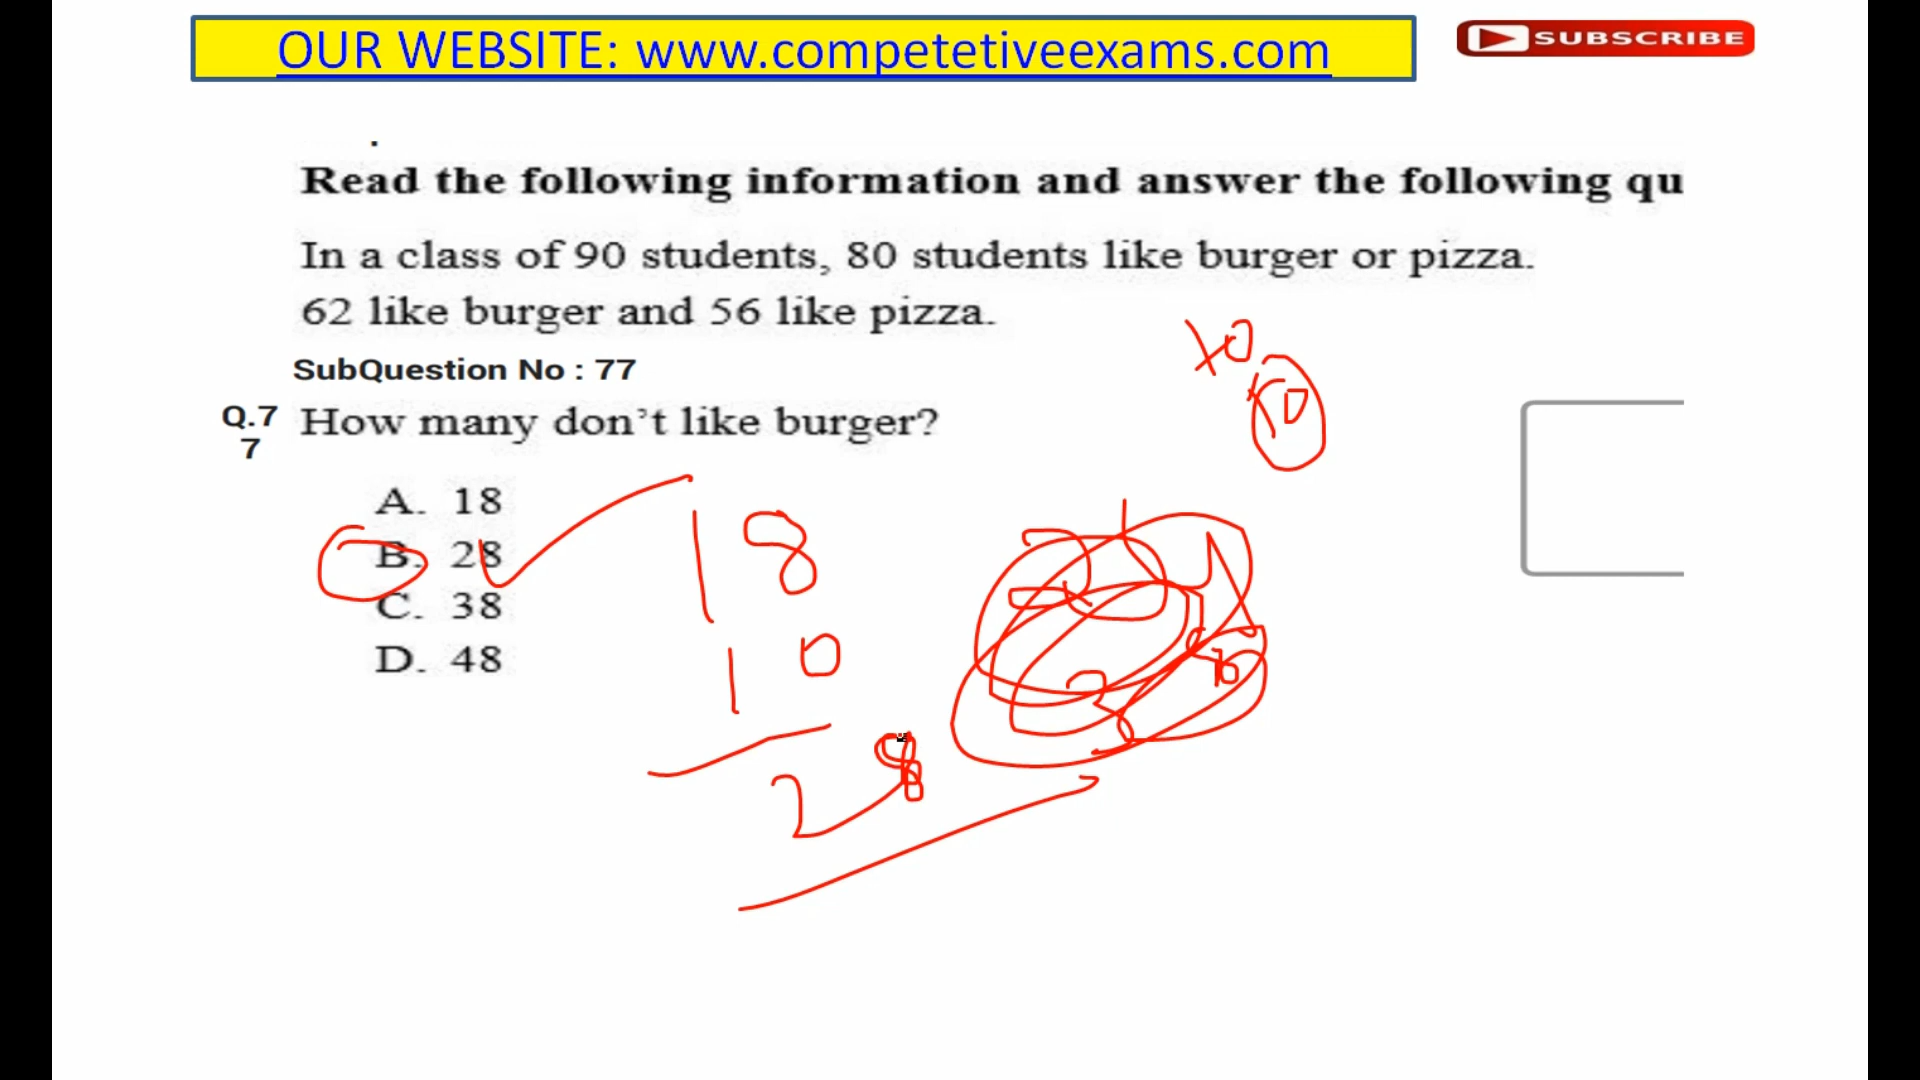 OUR WEBSITE: www.competetiveexams.com
SUBSCRIBE
Read the following information and answer the following qu
In a class of 90 students, 80 students like burger or pizza.
62 like burger and 56 like pizza.
SubQuestion No : 77
Q.7
7
How many don't like burger?
A. 18
B. 28
C. 38
D. 48
18
10
28